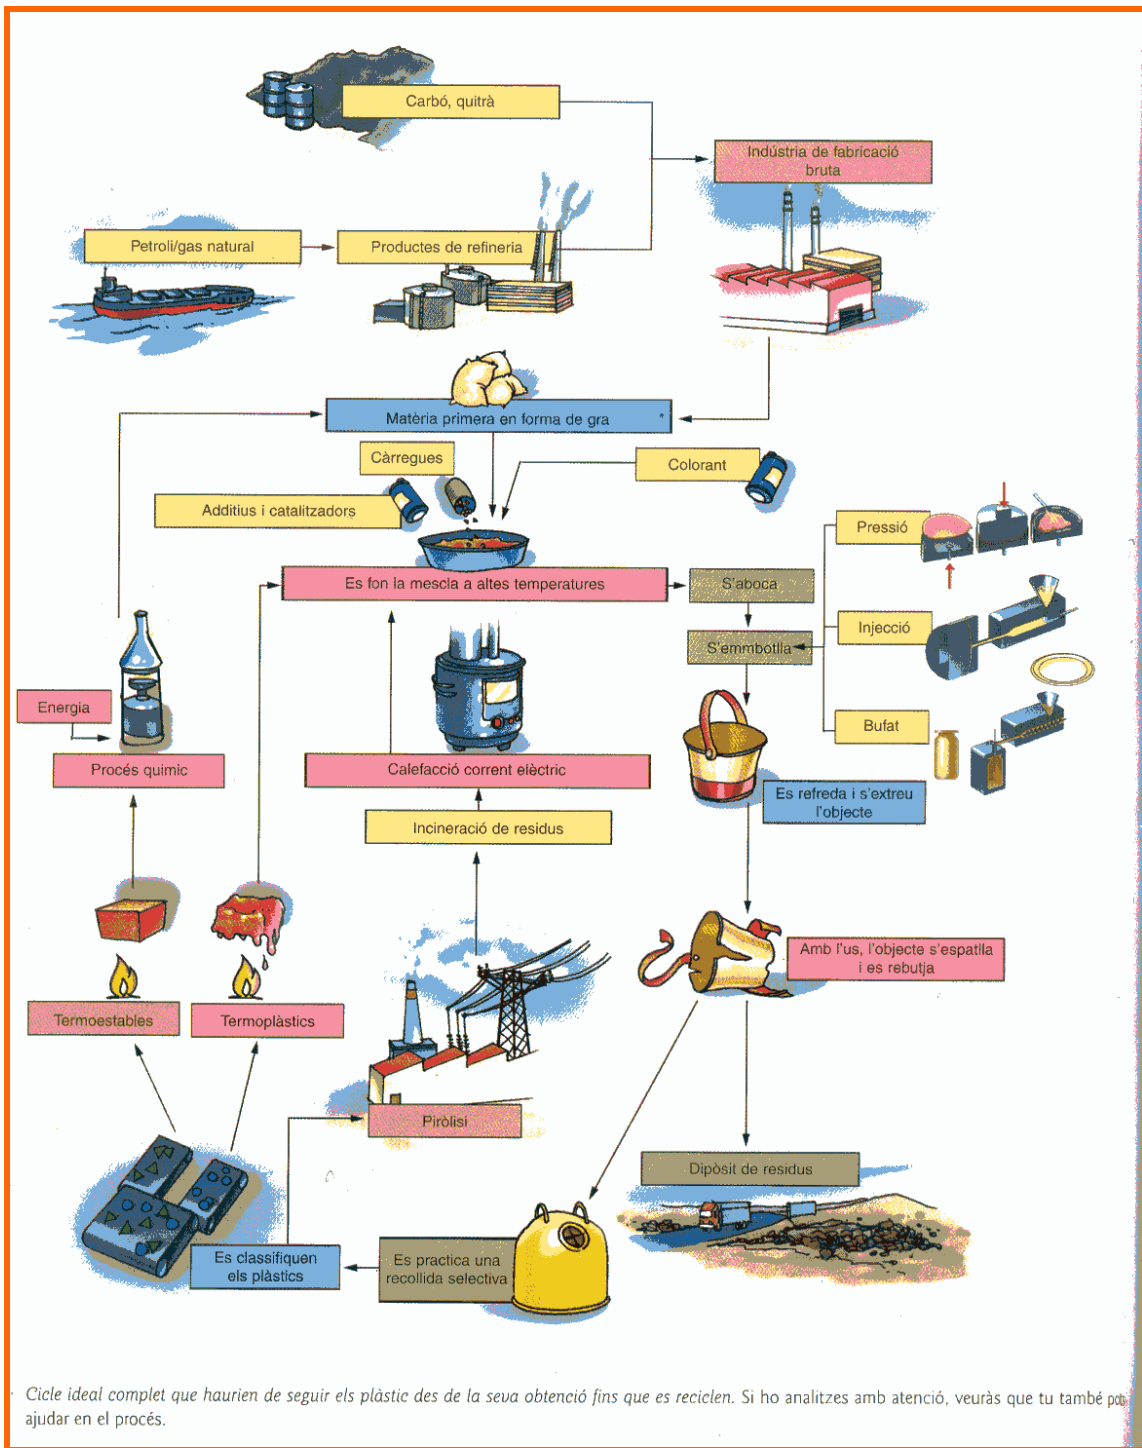 Carbó, quitrà
Indústria de fabricació
bruta
Petroli/gas natural
Productes de refineria
Matèria primera en forma de gra *
Càrregues
Colorant
Additius i catalitzadors
Pressió
Es fon la mescla a altes temperatures
S'aboca
Injecció
S'emmbotlla
Energia
Bufat
Procés quimic
Calefacció corrent elèctric
Es refreda i s'extreu
l'objecte
Incineració de residus
Amb l'us, l'objecte s'espatlla
i es rebutja
Termoestables
Termoplàstics
Piròlisi
Dipòsit de residus
Es classifiquen
els plàstics
Es practica una
recollida selectiva
Cicle ideal complet que haurien de seguir els plàstic des de la seva obtenció fins que es reciclen. Si ho analitzes amb atenció, veuràs que tu també pots
ajudar en el procés.